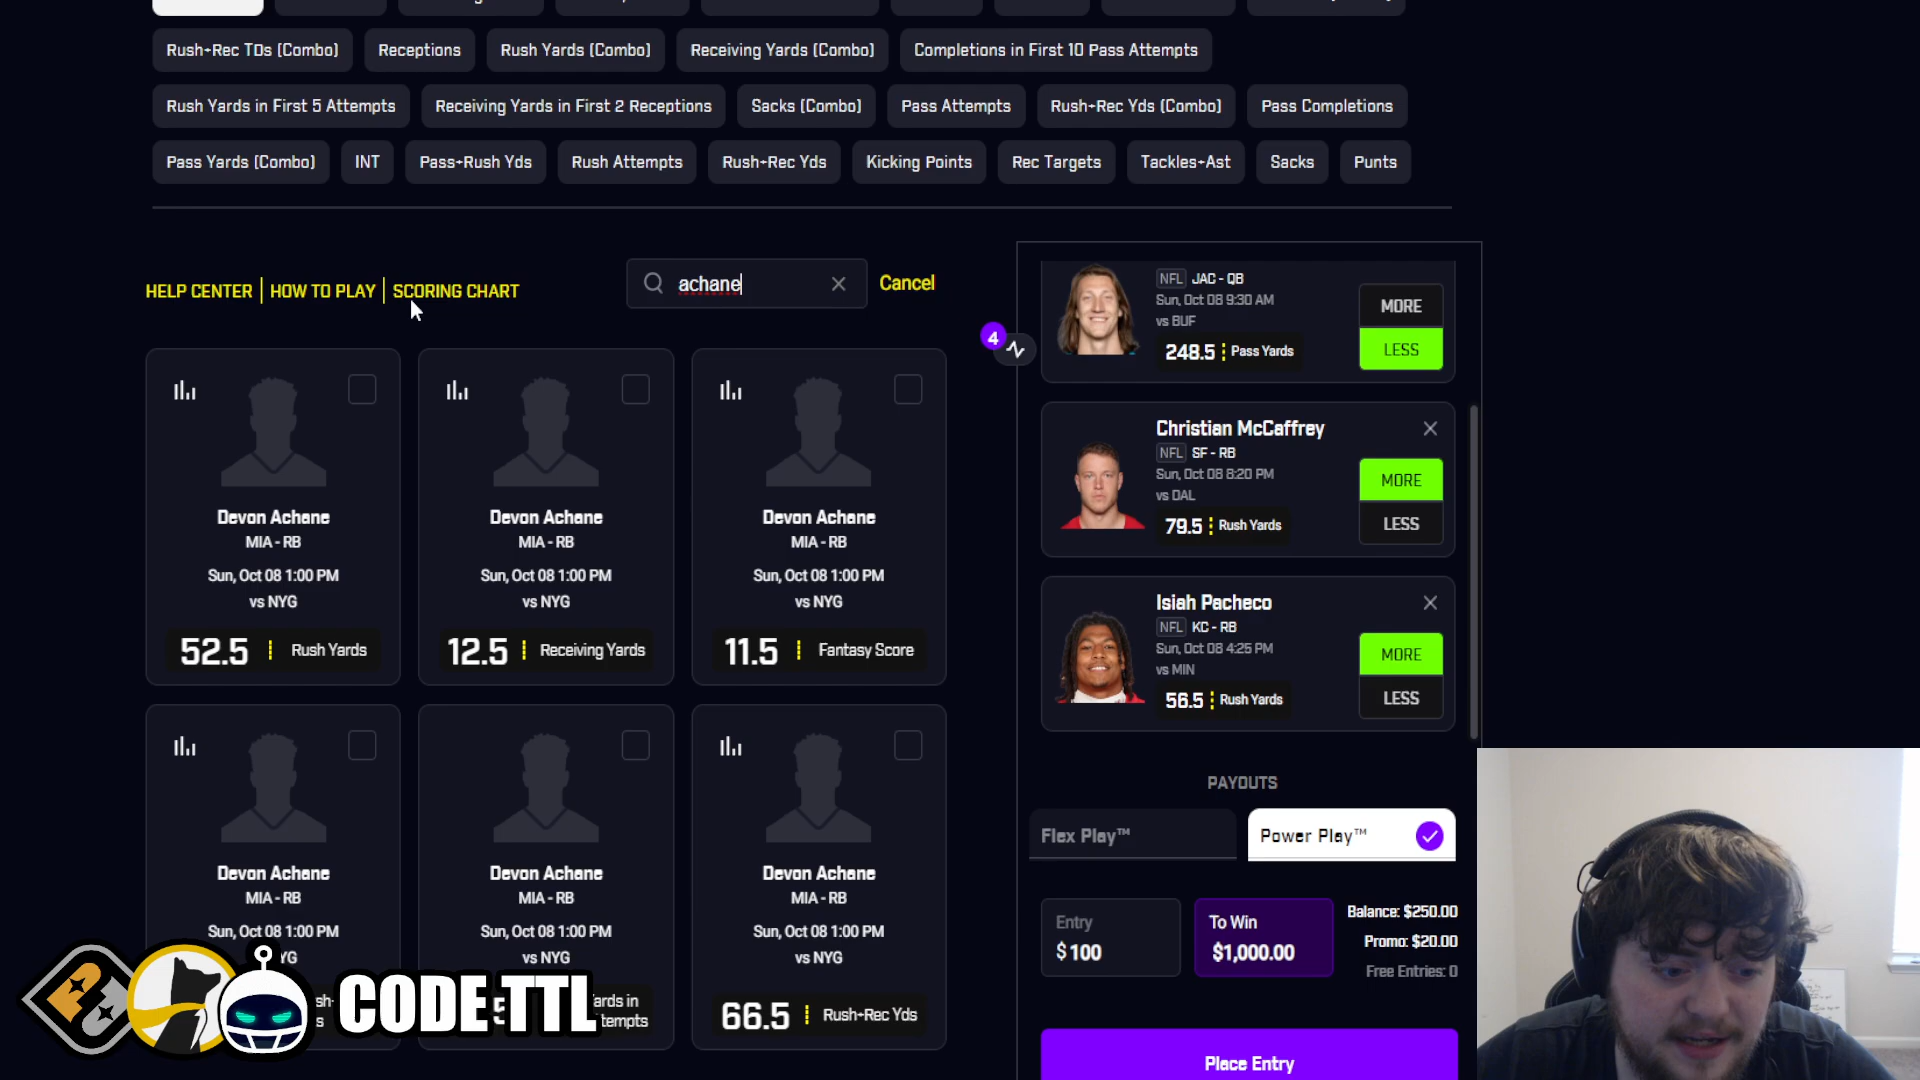 Rush+Rec TDs (Combo) Receptions Rush Yards (Combo) Receiving Yards (Combo) Completions in First 10 Pass Attempts
Rush Yards in First 5 Attempts Receiving Yards in First 2 Receptions Sacks (Combo) Pass Attempts Rush+Rec Yds (Combo) Pass Completions
Pass Yards (Combo) INT Pass+Rush Yds Rush Attempts Rush+Rec Yds Kicking Points Rec Targets Tackles+Ast Sacks Punts
HELP CENTER | HOW TO PLAY | SCORING CHART
achane Cancel
Devon Achane
MIA - RB
Sun, Oct 08 1:00 PM
vs NYG
52.5 Rush Yards
Devon Achane
MIA - RB
Sun, Oct 08 1:00 PM
vs NYG
12.5 Receiving Yards
Devon Achane
MIA - RB
Sun, Oct 08 1:00 PM
vs NYG
11.5 Fantasy Score
Devon Achane
MIA - RB
Sun, Oct 08 1:00 PM
Devon Achane
MIA - RB
Sun, Oct 08 1:00 PM
vs NYG
Devon Achane
MIA - RB
Sun, Oct 08 1:00 PM
vs NYG
66.5 Rush+Rec Yds
4
NFL JAC - QB
Sun, Oct 08 9:30 AM
vs BUF
248.5 Pass Yards
MORE
LESS
Christian McCaffrey
NFL SF - RB
Sun, Oct 08 8:20 PM
vs DAL
79.5 Rush Yards
MORE
LESS
Isiah Pacheco
NFL KC - RB
Sun, Oct 08 4:25 PM
vs MIN
56.5 Rush Yards
MORE
LESS
PAYOUTS
Flex Play™ Power Play™
Entry
$ 100
To Win
$1,000.00
Balance: $250.00
Promo: $20.00
Free Entries: 0
Place Entry
CODE TTL